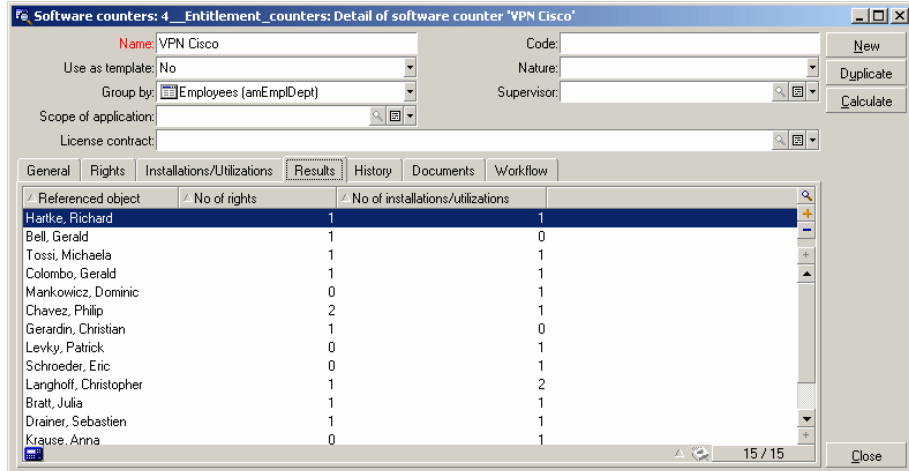 Software counters: 4__Entitlement_counters: Detail of software counter 'VPN Cisco'
Name: VPN Cisco Code: New
Use as template: No Nature: Duplicate
Group by: Employees (amEmplDept) Supervisor: Calculate
Scope of application:
License contract:
General Rights Installations/Utilizations Results History Documents Workflow
Referenced object No of rights No of installations/utilizations
Hartke, Richard 1 1
Bell, Gerald 1 0
Tossi, Michaela 1 1
Colombo, Gerald 1 1
Mankowicz, Dominic 0 1
Chavez, Philip 2 1
Gerardin, Christian 1 0
Levky, Patrick 0 1
Schroeder, Eric 0 1
Langhoff, Christopher 1 2
Bratt, Julia 1 1
Drainer, Sebastien 1 1
Krause, Anna 0 1
15 / 15 Close